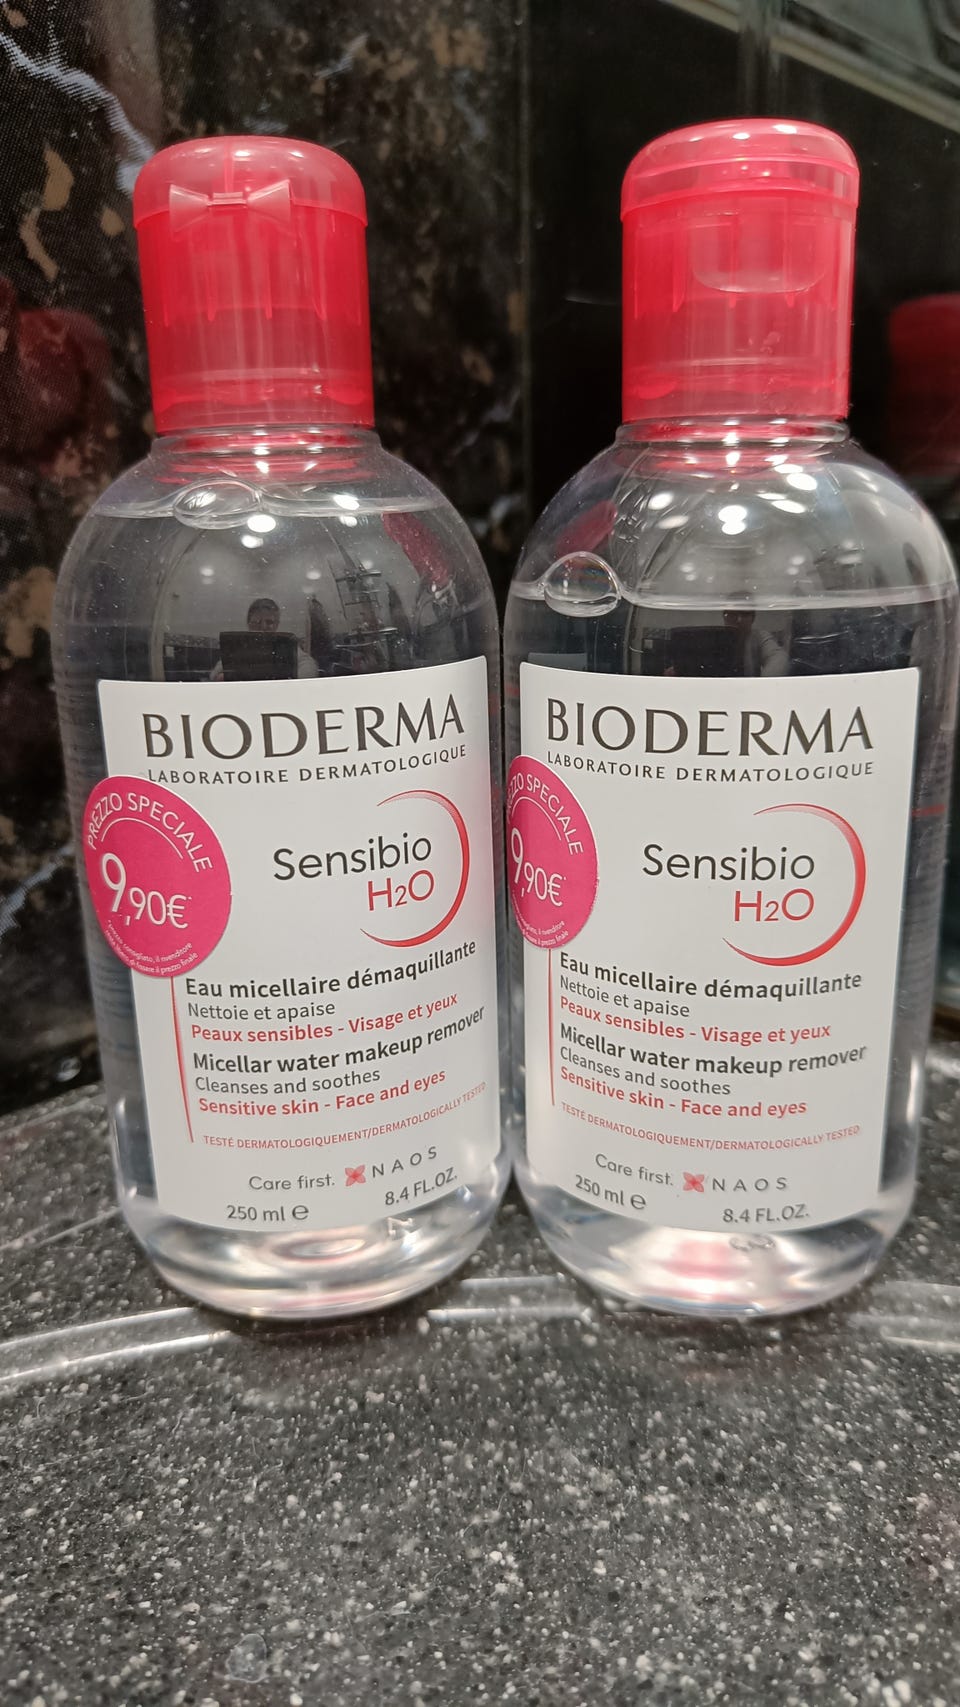 BIODERMA
LABORATOIRE DERMATOLOGIQUE
PREZZO SPECIALE
9,90€*
Sensibio
H2O
Eau micellaire démaquillante
Nettoie et apaise
Peaux sensibles - Visage et yeux
Micellar water makeup remover
Cleanses and soothes
Sensitive skin - Face and eyes
TESTÉ DERMATOLOGIQUEMENT/DERMATOLOGICALLY TESTED
Care first. NAOS
250 ml ℮ 8.4 FL.OZ.
BIODERMA
LABORATOIRE DERMATOLOGIQUE
SPECIALE
9,90€*
Sensibio
H2O
Eau micellaire démaquillante
Nettoie et apaise
Peaux sensibles - Visage et yeux
Micellar water makeup remover
Cleanses and soothes
Sensitive skin - Face and eyes
TESTÉ DERMATOLOGIQUEMENT/DERMATOLOGICALLY TESTED
Care first. NAOS
250 ml ℮ 8.4 FL.OZ.